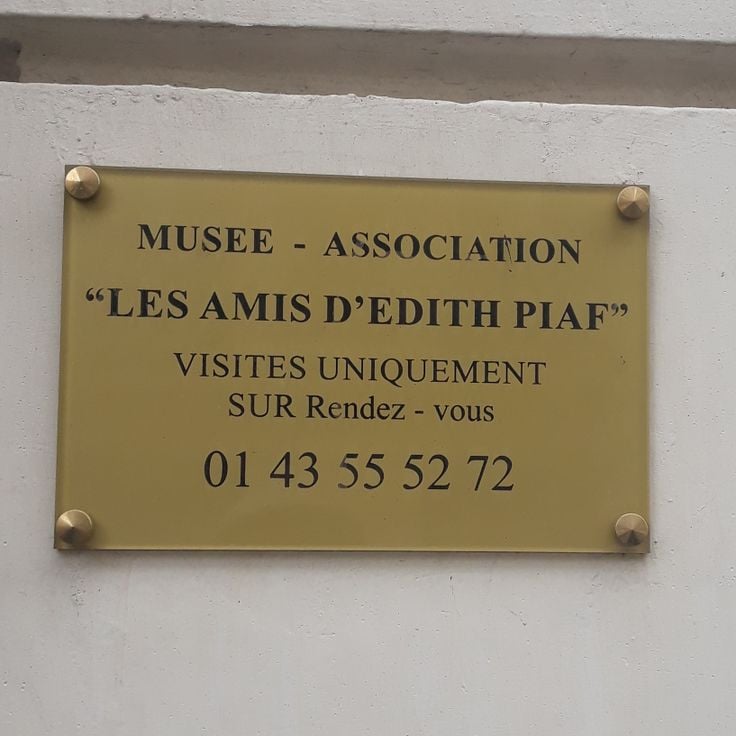 MUSEE - ASSOCIATION
“LES AMIS D’EDITH PIAF”
VISITES UNIQUEMENT
SUR Rendez - vous
01 43 55 52 72